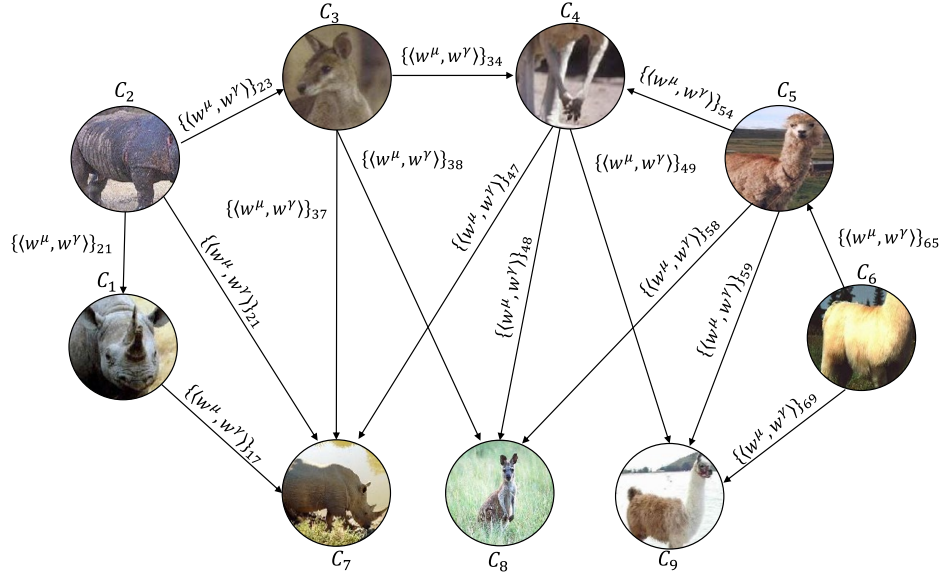 C₃
C₄
{⟨w^μ, w^γ⟩}₃₄
C₂
{⟨w^μ, w^γ⟩}₂₃
{⟨w^μ, w^γ⟩}₅₄
C₅
{⟨w^μ, w^γ⟩}₃₈
{⟨w^μ, w^γ⟩}₄₉
{⟨w^μ, w^γ⟩}₄₇
{⟨w^μ, w^γ⟩}₃₇
{⟨w^μ, w^γ⟩}₂₁
{⟨w^μ, w^γ⟩}₂₁
{⟨w^μ, w^γ⟩}₄₈
{⟨w^μ, w^γ⟩}₅₈
{⟨w^μ, w^γ⟩}₅₉
{⟨w^μ, w^γ⟩}₆₅
C₁
C₆
{⟨w^μ, w^γ⟩}₁₇
{⟨w^μ, w^γ⟩}₆₉
C₇
C₈
C₉